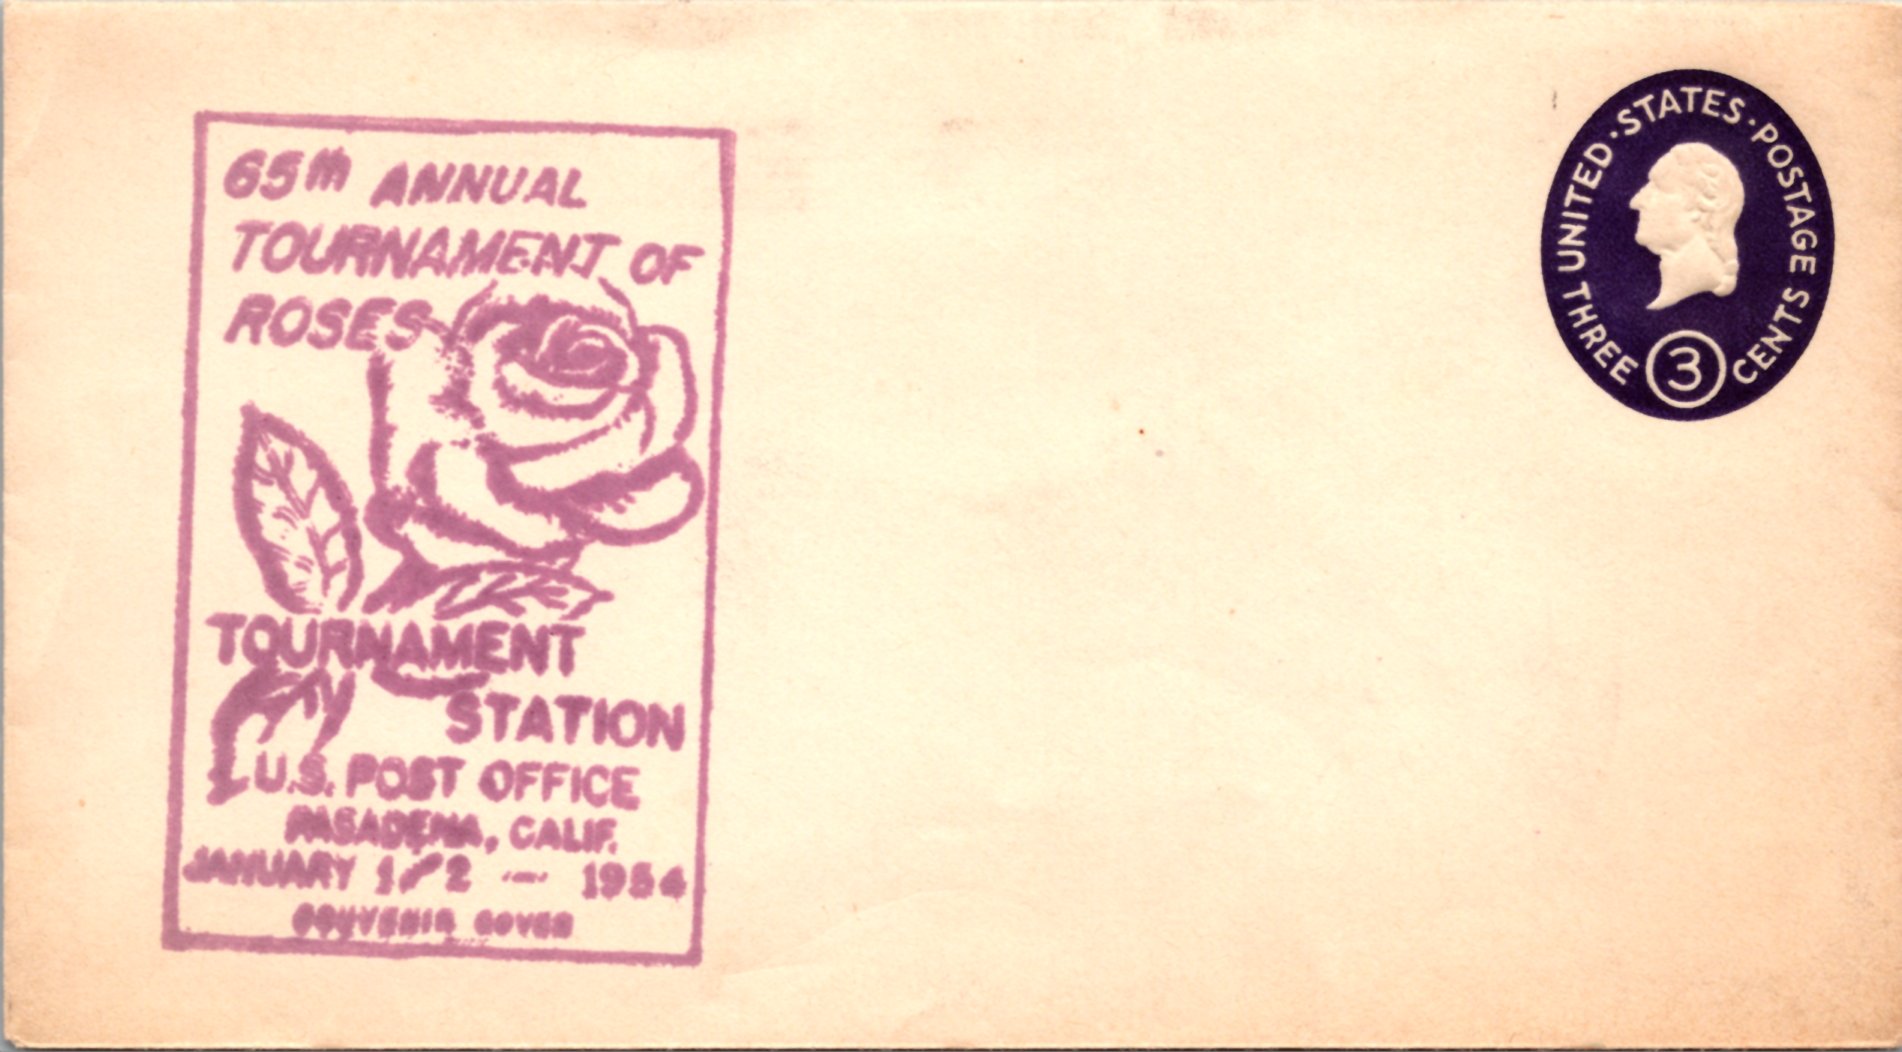 65th ANNUAL
TOURNAMENT OF
ROSES
TOURNAMENT
STATION
U.S. POST OFFICE
PASADENA, CALIF.
JANUARY 1 - 2 — 1954
SOUVENIR COVER
UNITED · STATES · POSTAGE
THREE 3 CENTS